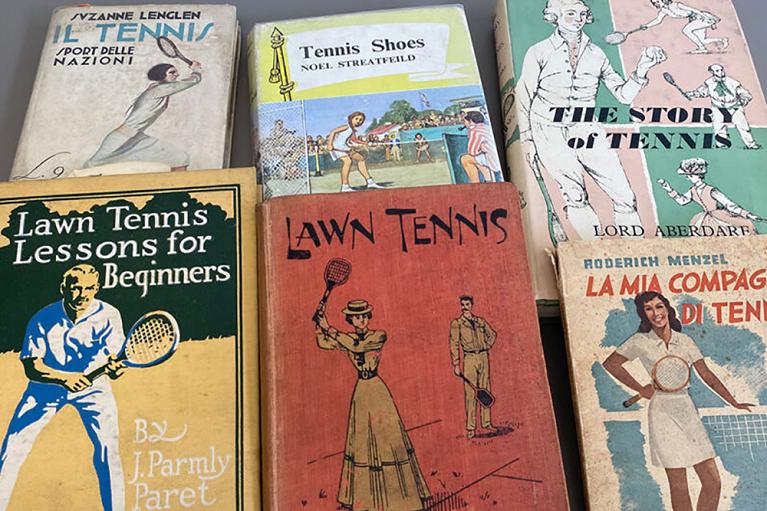 SUZANNE LENGLEN
IL TENNIS
SPORT DELLE
NAZIONI
Tennis Shoes
NOEL STREATFEILD
THE STORY
of TENNIS
LORD ABERDARE
Lawn Tennis
Lessons for
Beginners
By
J. Parmly
Paret
LAWN TENNIS
RODERICH MENZEL
LA MIA COMPAG
DI TENN